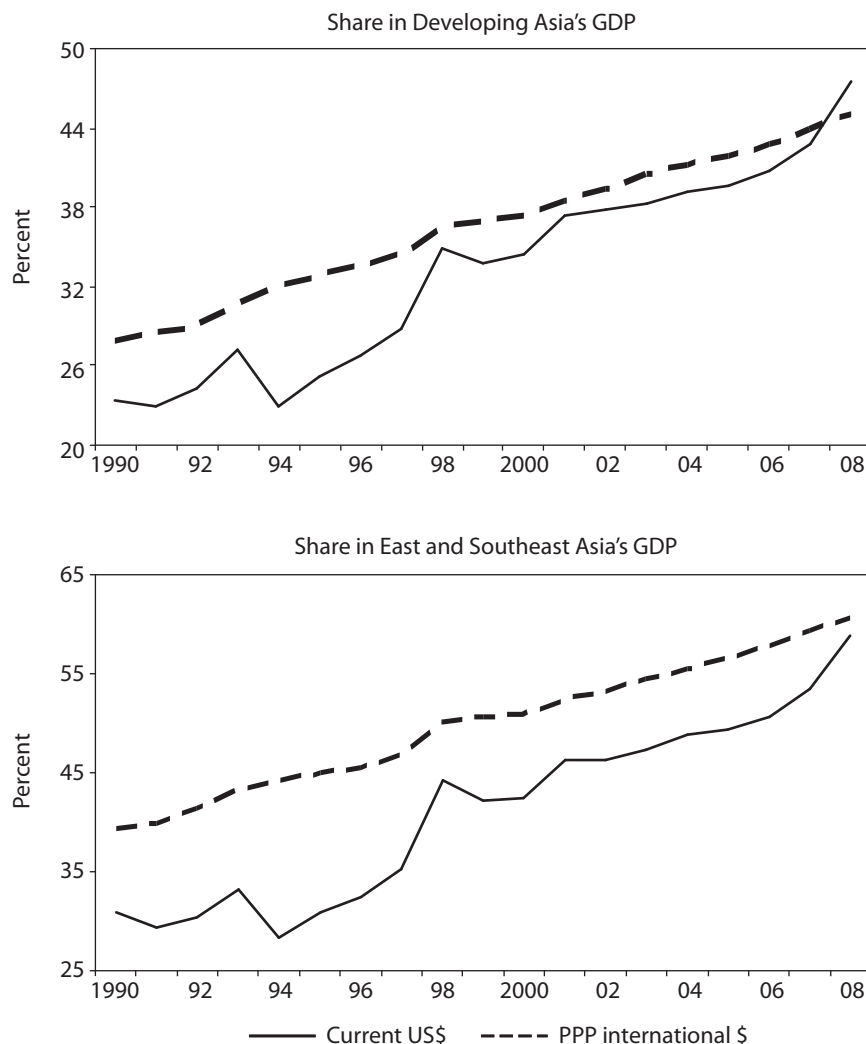 Share in Developing Asia's GDP
50
44
38
32
26
20
Percent
1990 92 94 96 98 2000 02 04 06 08
Share in East and Southeast Asia's GDP
65
55
45
35
25
Percent
1990 92 94 96 98 2000 02 04 06 08
Current US$ PPP international $